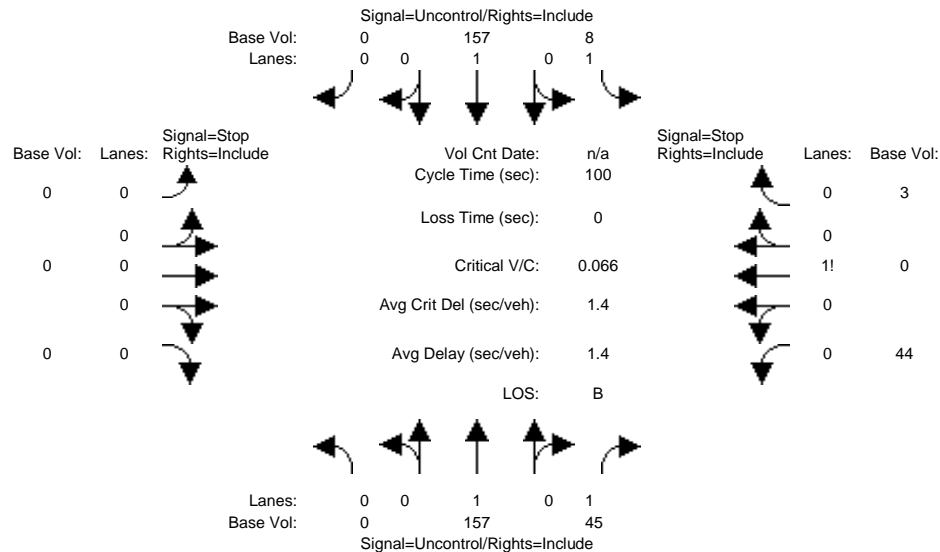 Signal=Uncontrol/Rights=Include
Base Vol: 0 157 8
Lanes: 0 0 1 0 1
Signal=Stop Signal=Stop
Base Vol: Lanes: Rights=Include Vol Cnt Date: n/a Rights=Include Lanes: Base Vol:
Cycle Time (sec): 100
0 0 0 3
Loss Time (sec): 0
0 0
0 0 Critical V/C: 0.066 1! 0
0 Avg Crit Del (sec/veh): 1.4 0
0 0 Avg Delay (sec/veh): 1.4 0 44
LOS: B
Lanes: 0 0 1 0 1
Base Vol: 0 157 45
Signal=Uncontrol/Rights=Include